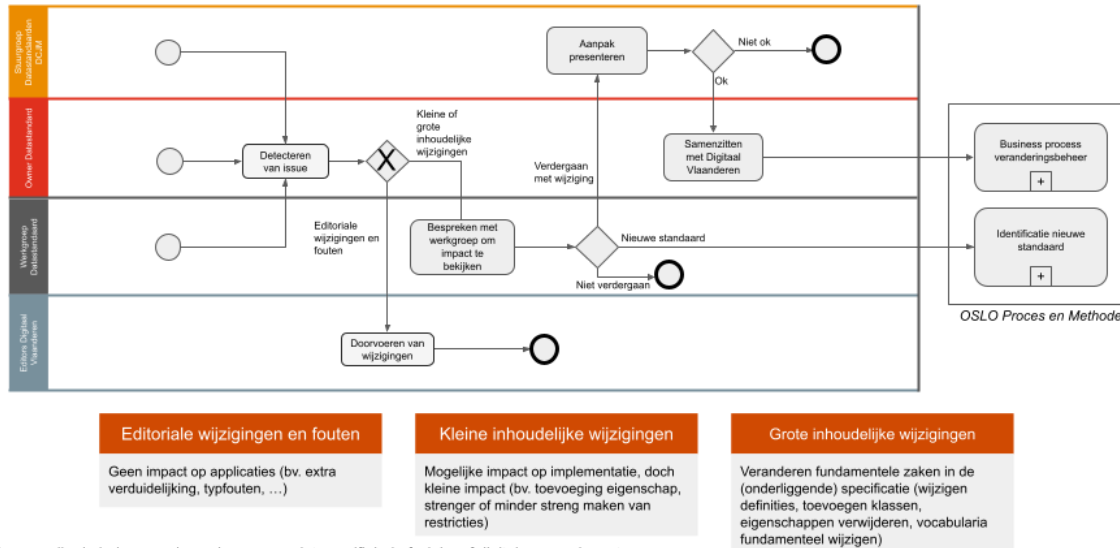 Stuurgroep
Datastandaarden
DCJM
Aanpak
presenteren
Niet ok
Ok
Owner Datastandard
Detecteren
van issue
X
Kleine of
grote
inhoudelijke
wijzigingen
Verdergaan
met wijziging
Samenzitten
met Digitaal
Vlaanderen
Business process
veranderingsbeheer
+
Werkgroep
Datastandaard
Editoriale
wijzigingen en
fouten
Bespreken met
werkgroep om
impact te
bekijken
Nieuwe standaard
Niet verdergaan
Identificatie nieuwe
standaard
+
OSLO Proces en Methode
Editors Digitaal
Vlaanderen
Doorvoeren van
wijzigingen
Editoriale wijzigingen en fouten
Geen impact op applicaties (bv. extra
verduidelijking, typfouten, …)
Kleine inhoudelijke wijzigingen
Mogelijke impact op implementatie, doch
kleine impact (bv. toevoeging eigenschap,
strenger of minder streng maken van
restricties)
Grote inhoudelijke wijzigingen
Veranderen fundamentele zaken in de
(onderliggende) specificatie (wijzigen
definities, toevoegen klassen,
eigenschappen verwijderen, vocabularia
fundamenteel wijzigen)